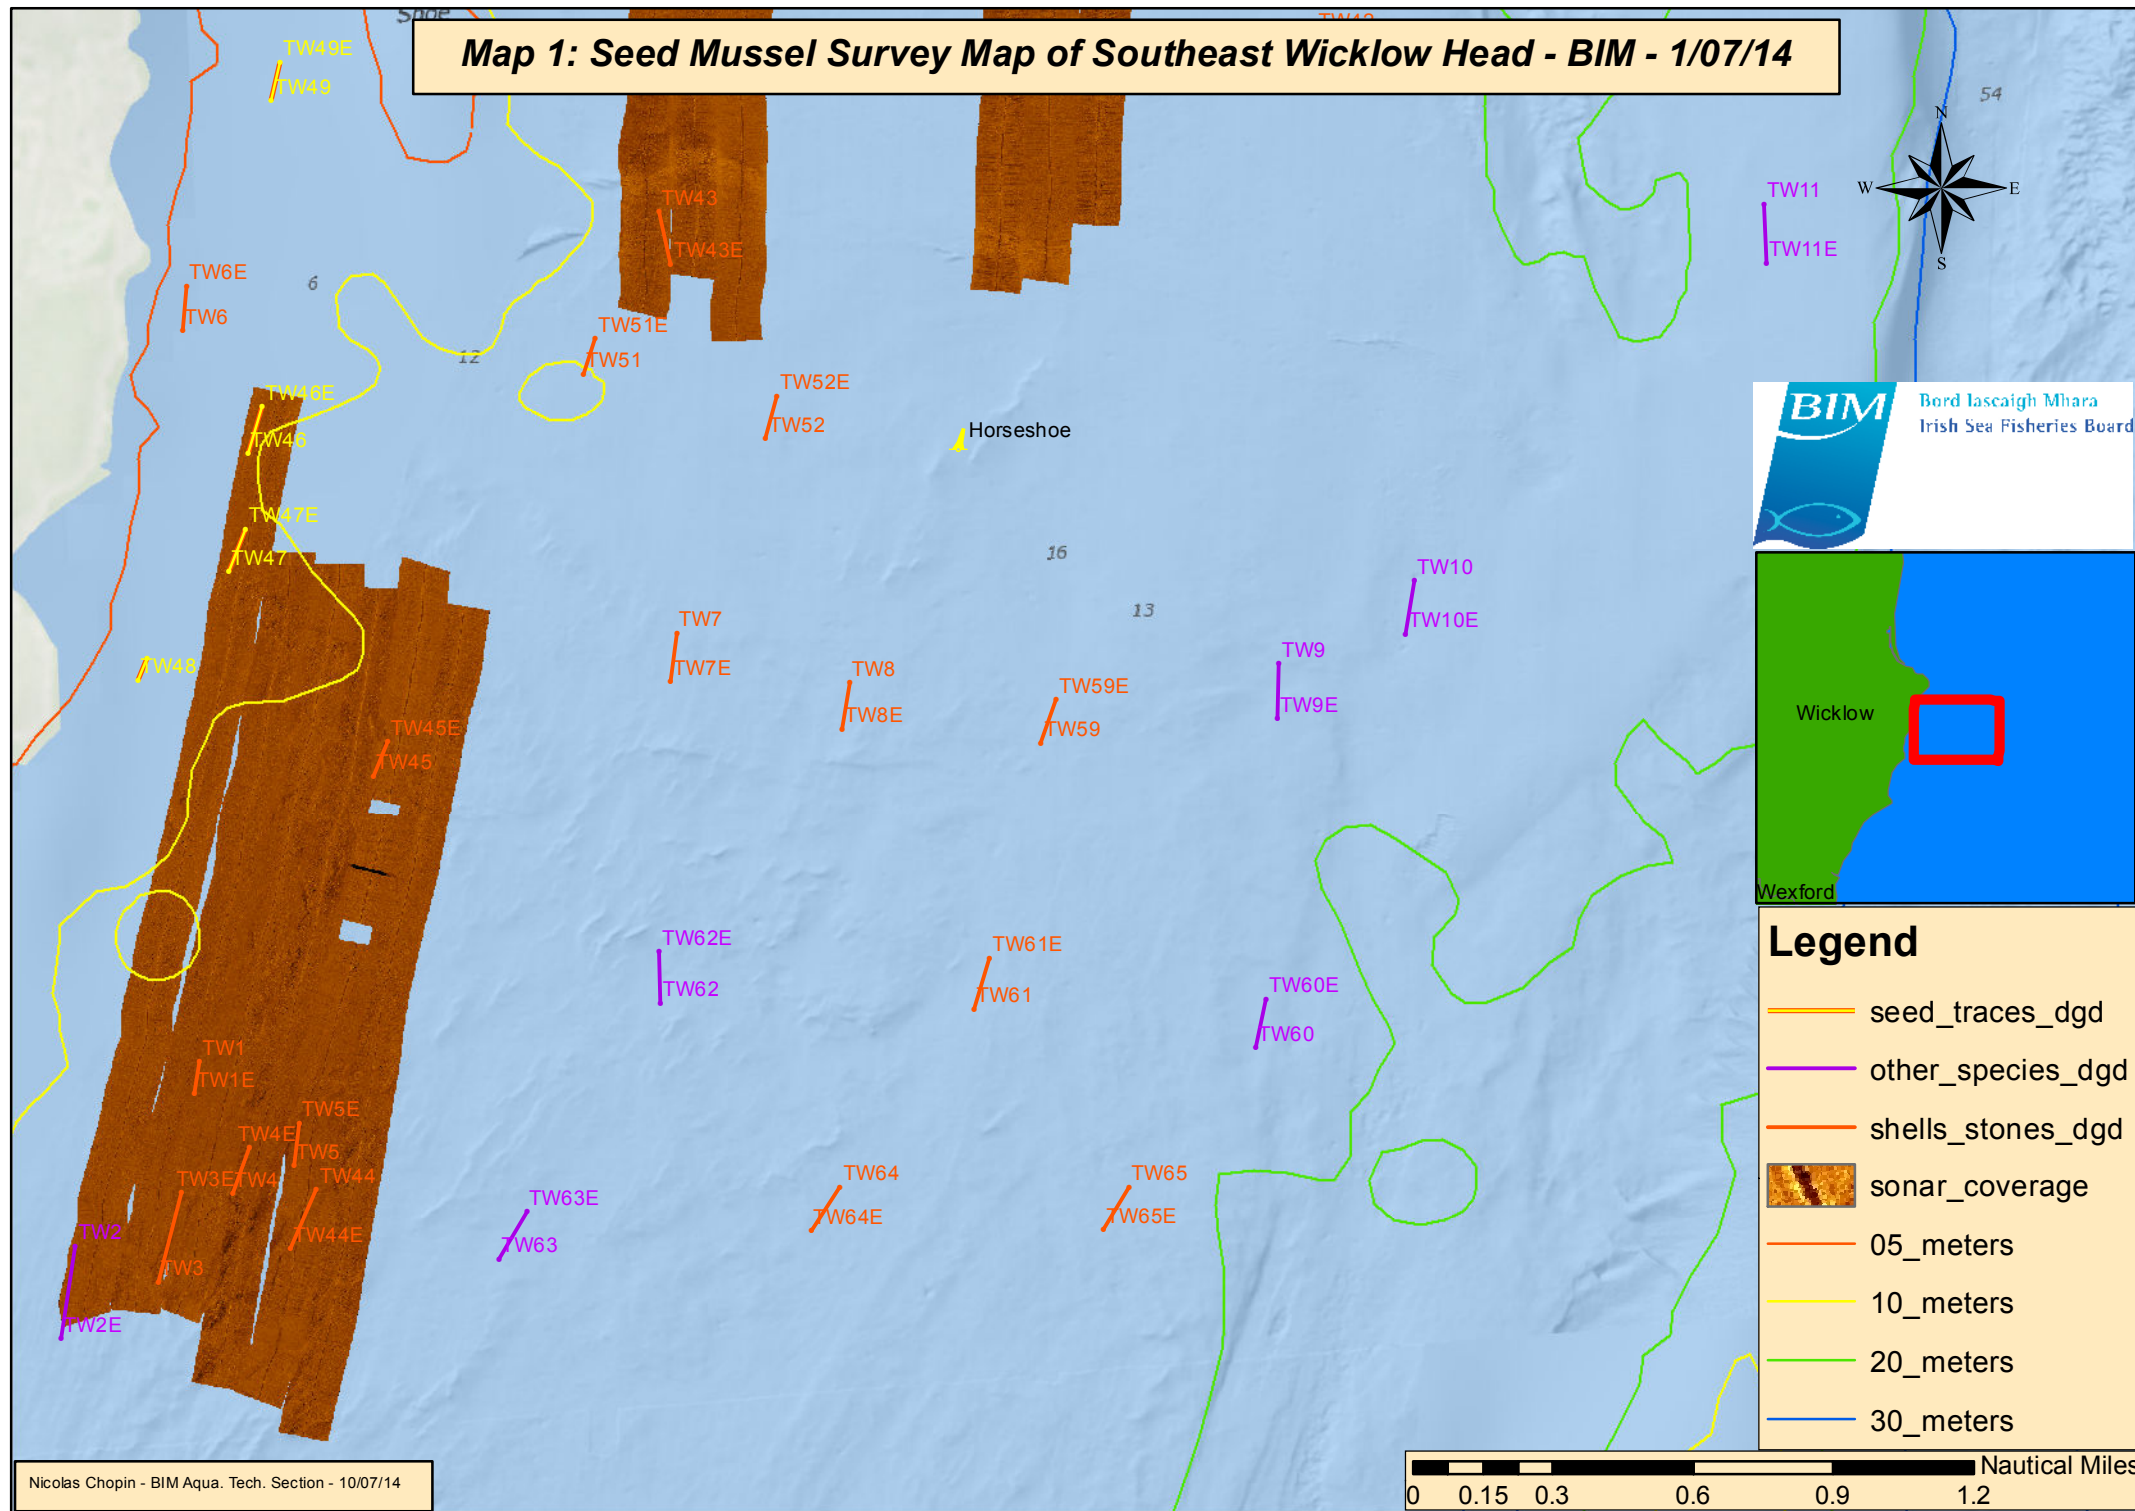 Shoe
Map 1: Seed Mussel Survey Map of Southeast Wicklow Head - BIM - 1/07/14
TW49E
TW49
54
N
W
E
S
TW11
TW11E
TW43
TW43E
TW6E
TW6
6
12
TW51E
TW51
TW52E
TW52
Horseshoe
BIM
Bord Iascaigh Mhara
Irish Sea Fisheries Board
TW46E
TW46
TW47E
TW47
16
13
TW10
TW10E
TW7
TW7E
TW8
TW8E
TW59E
TW59
TW9
TW9E
TW48
TW45E
TW45
Wicklow
Wexford
TW62E
TW62
TW61E
TW61
TW60E
TW60
TW1
TW1E
TW5E
TW5
TW4E
TW4
TW3E
TW3
TW44
TW44E
TW2
TW2E
TW63E
TW63
TW64
TW64E
TW65
TW65E
Legend
seed_traces_dgd
other_species_dgd
shells_stones_dgd
sonar_coverage
05_meters
10_meters
20_meters
30_meters
Nautical Miles
0 0.15 0.3 0.6 0.9 1.2
Nicolas Chopin - BIM Aqua. Tech. Section - 10/07/14